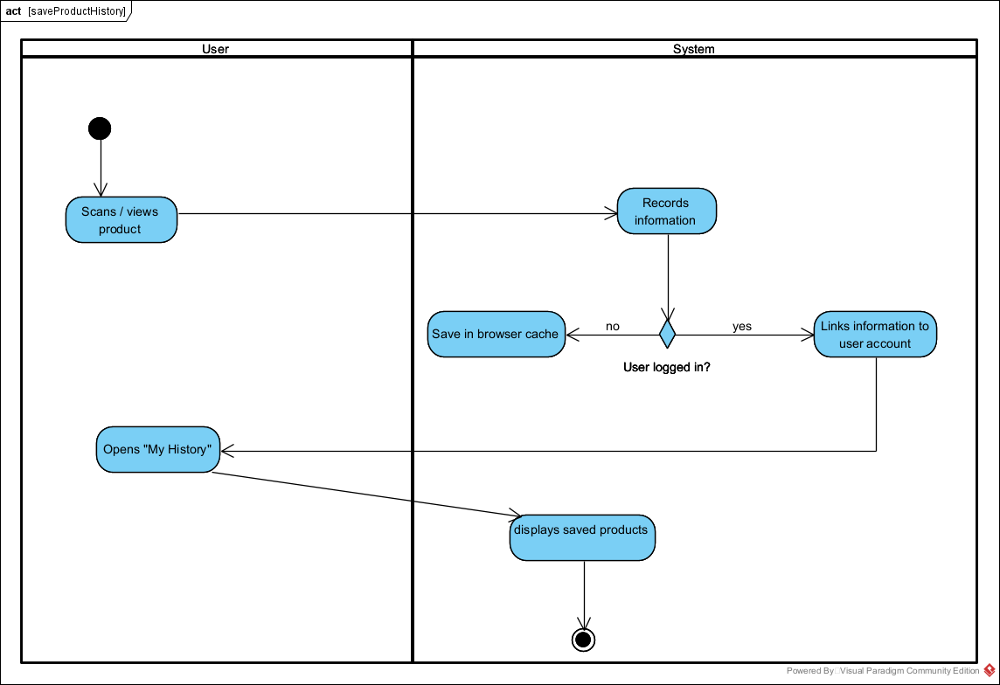 act [saveProductHistory]
User
System
Scans / views
product
Records
information
Save in browser cache
no
yes
Links information to
user account
User logged in?
Opens "My History"
displays saved products
Powered By Visual Paradigm Community Edition